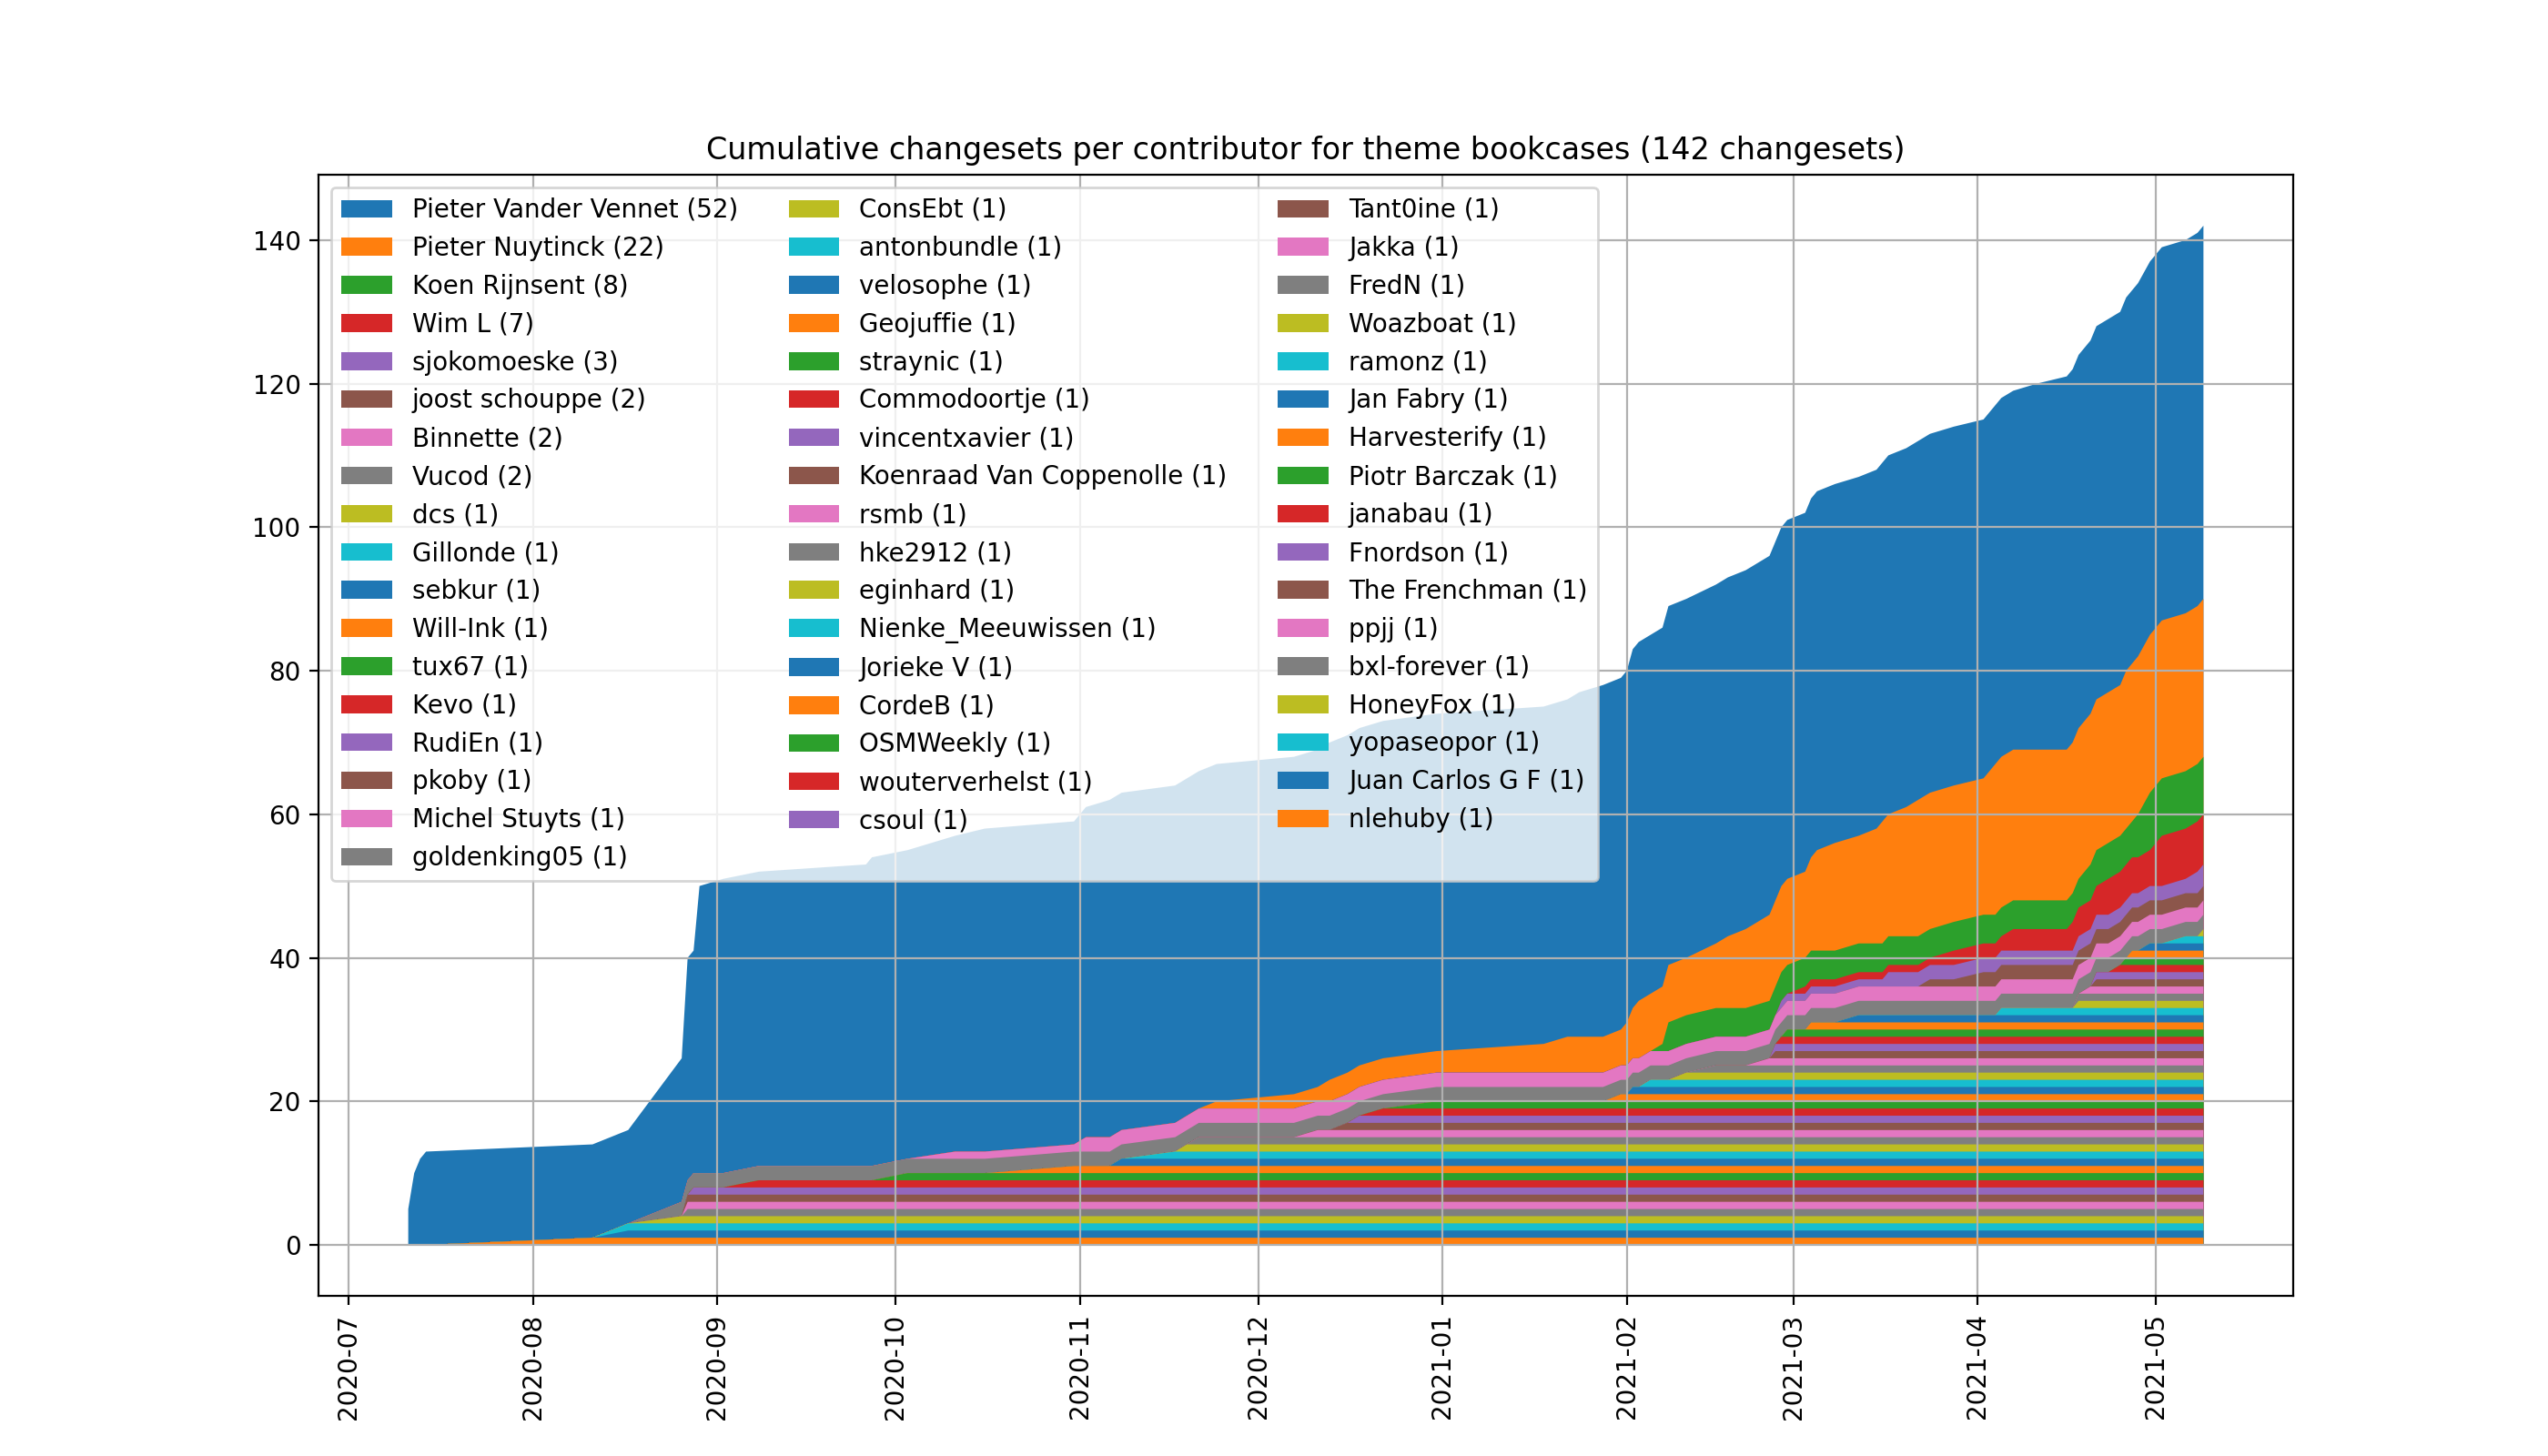 Cumulative changesets per contributor for theme bookcases (142 changesets)
Pieter Vander Vennet (52)
Pieter Nuytinck (22)
Koen Rijnsent (8)
Wim L (7)
sjokomoeske (3)
joost schouppe (2)
Binnette (2)
Vucod (2)
dcs (1)
Gillonde (1)
sebkur (1)
Will-Ink (1)
tux67 (1)
Kevo (1)
RudiEn (1)
pkoby (1)
Michel Stuyts (1)
goldenking05 (1)
ConsEbt (1)
antonbundle (1)
velosophe (1)
Geojuffie (1)
straynic (1)
Commodoortje (1)
vincentxavier (1)
Koenraad Van Coppenolle (1)
rsmb (1)
hke2912 (1)
eginhard (1)
Nienke_Meeuwissen (1)
Jorieke V (1)
CordeB (1)
OSMWeekly (1)
wouterverhelst (1)
csoul (1)
Tant0ine (1)
Jakka (1)
FredN (1)
Woazboat (1)
ramonz (1)
Jan Fabry (1)
Harvesterify (1)
Piotr Barczak (1)
janabau (1)
Fnordson (1)
The Frenchman (1)
ppjj (1)
bxl-forever (1)
HoneyFox (1)
yopaseopor (1)
Juan Carlos G F (1)
nlehuby (1)
140
120
100
80
60
40
20
0
2020-07
2020-08
2020-09
2020-10
2020-11
2020-12
2021-01
2021-02
2021-03
2021-04
2021-05